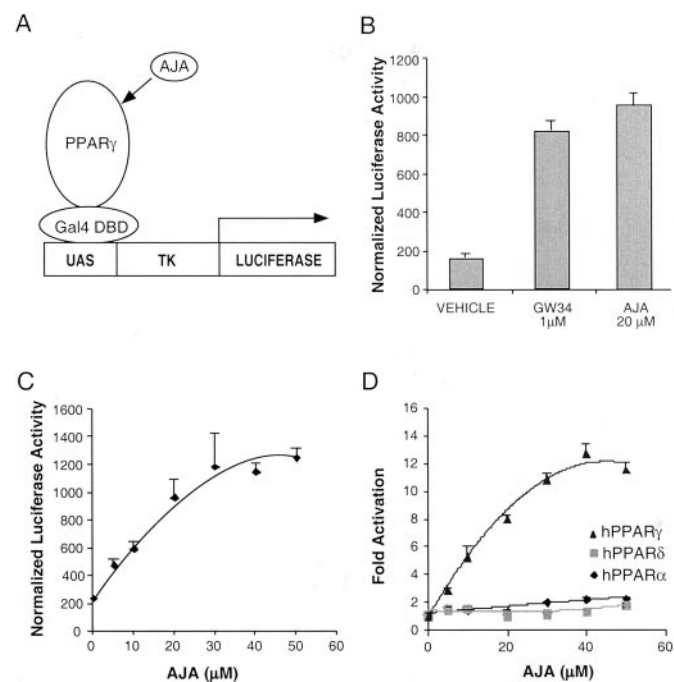 A
AJA
PPARγ
Gal4 DBD
UAS TK LUCIFERASE
B
Normalized Luciferase Activity
1200
1000
800
600
400
200
0
VEHICLE GW34 AJA
1μM 20 μM
C
Normalized Luciferase Activity
1600
1400
1200
1000
800
600
400
200
0
0 10 20 30 40 50 60
AJA (μM)
D
Fold Activation
16
14
12
10
8
6
4
2
0
hPPARγ
hPPARδ
hPPARα
0 20 40 60
AJA (μM)